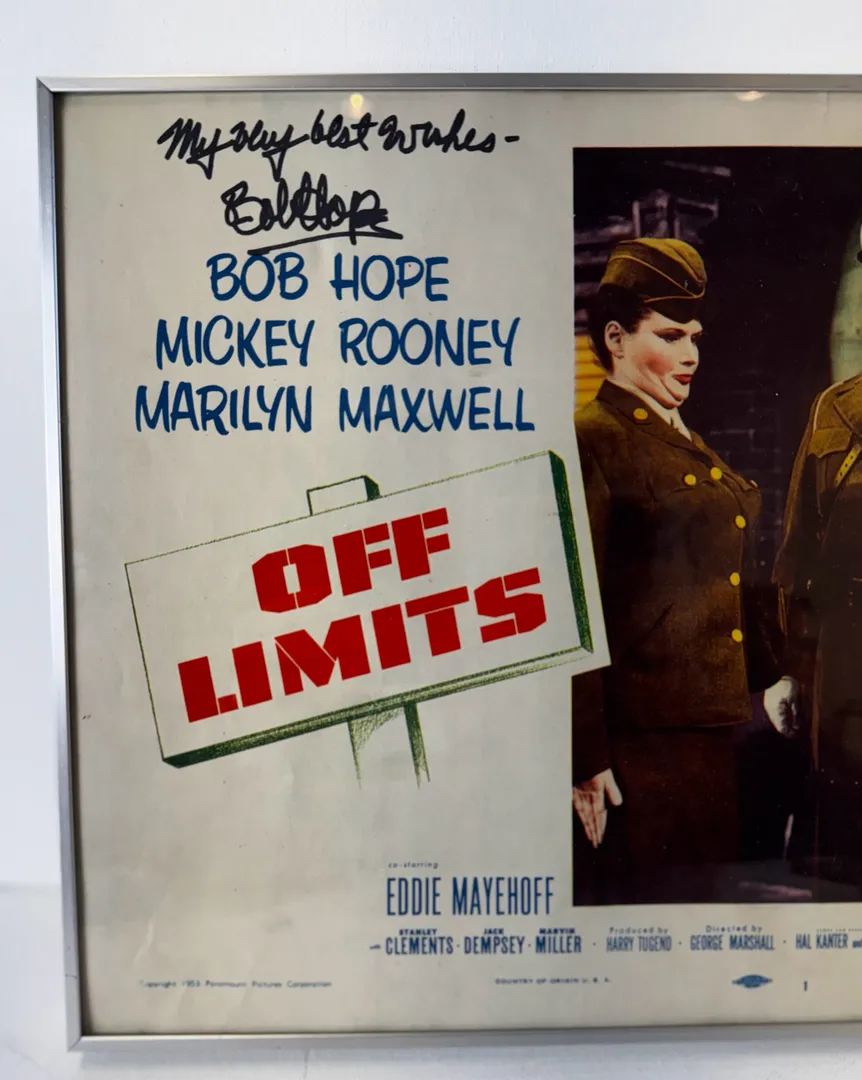 My very best Wishes-
Bob Hope
BOB HOPE
MICKEY ROONEY
MARILYN MAXWELL
OFF
LIMITS
co-starring
EDDIE MAYEHOFF
STANLEY CLEMENTS · JACK DEMPSEY · MARVIN MILLER · Produced by HARRY TUGEND · Directed by GEORGE MARSHALL · HAL KANTER and
Copyright 1953 Paramount Pictures Corporation
COUNTRY OF ORIGIN U. S. A.
1